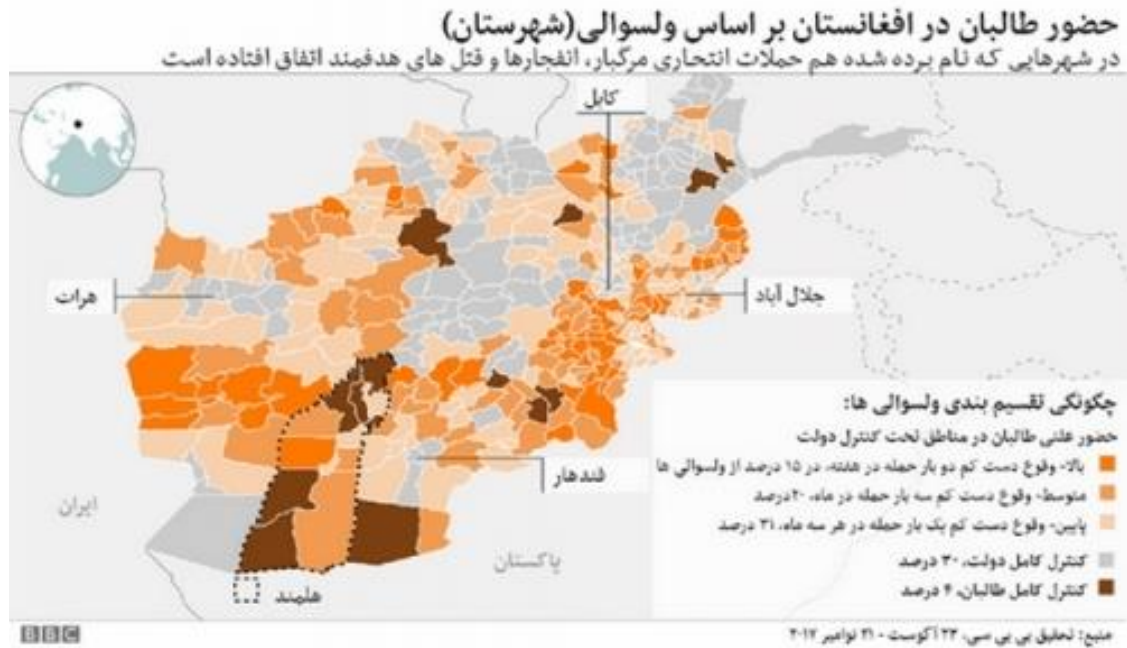 حضور طالبان در افغانستان بر اساس ولسوالی(شهرستان)
در شهرهایی که نام برده شده هم حملات انتحاری مرگبار، انفجارها و قتل های هدفمند اتفاق افتاده است
کابل
هرات
جلال آباد
قندهار
ایران
پاکستان
هلمند
چگونگی تقسیم بندی ولسوالی ها:
حضور علنی طالبان در مناطق تحت کنترل دولت
بالا- وقوع دست کم دو بار حمله در هفته، در ۱۵ درصد از ولسوالی ها
متوسط- وقوع دست کم سه بار حمله در ماه، ۲۰درصد
پایین- وقوع دست کم یک بار حمله در هر سه ماه، ۳۱ درصد
کنترل کامل دولت، ۳۰ درصد
کنترل کامل طالبان، ۴ درصد
منبع: تحقیق بی بی سی، ۲۳ آگوست - ۲۱ نوامبر ۲۰۱۷
BBC